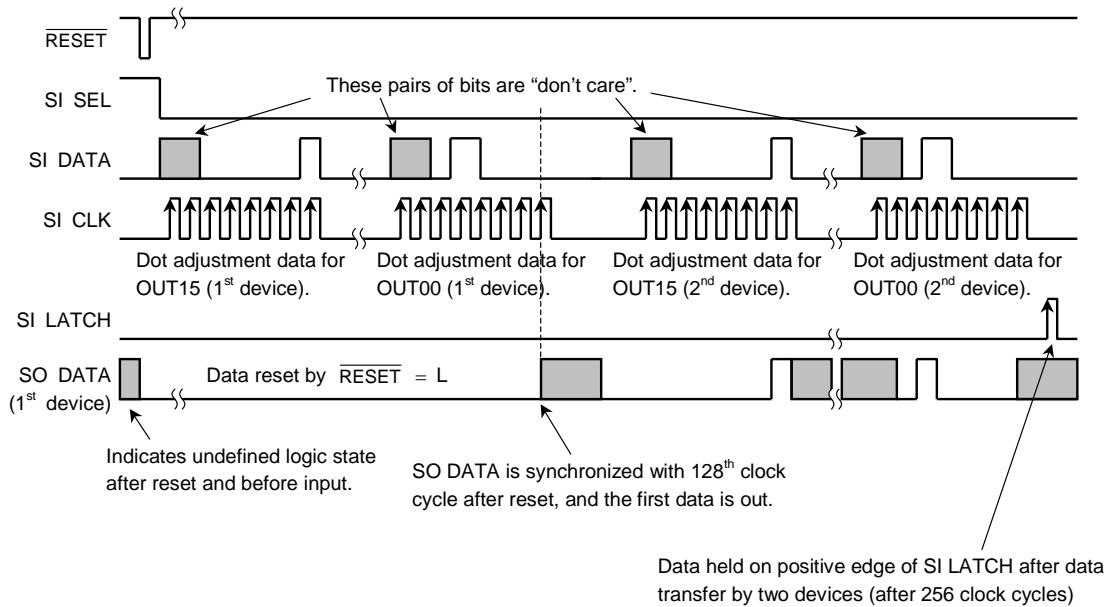 RESET
SI SEL
These pairs of bits are “don’t care”.
SI DATA
SI CLK
Dot adjustment data for
OUT15 (1st device).
Dot adjustment data for
OUT00 (1st device).
Dot adjustment data for
OUT15 (2nd device).
Dot adjustment data for
OUT00 (2nd device).
SI LATCH
SO DATA
(1st device)
Data reset by RESET = L
Indicates undefined logic state
after reset and before input.
SO DATA is synchronized with 128th clock
cycle after reset, and the first data is out.
Data held on positive edge of SI LATCH after data
transfer by two devices (after 256 clock cycles)